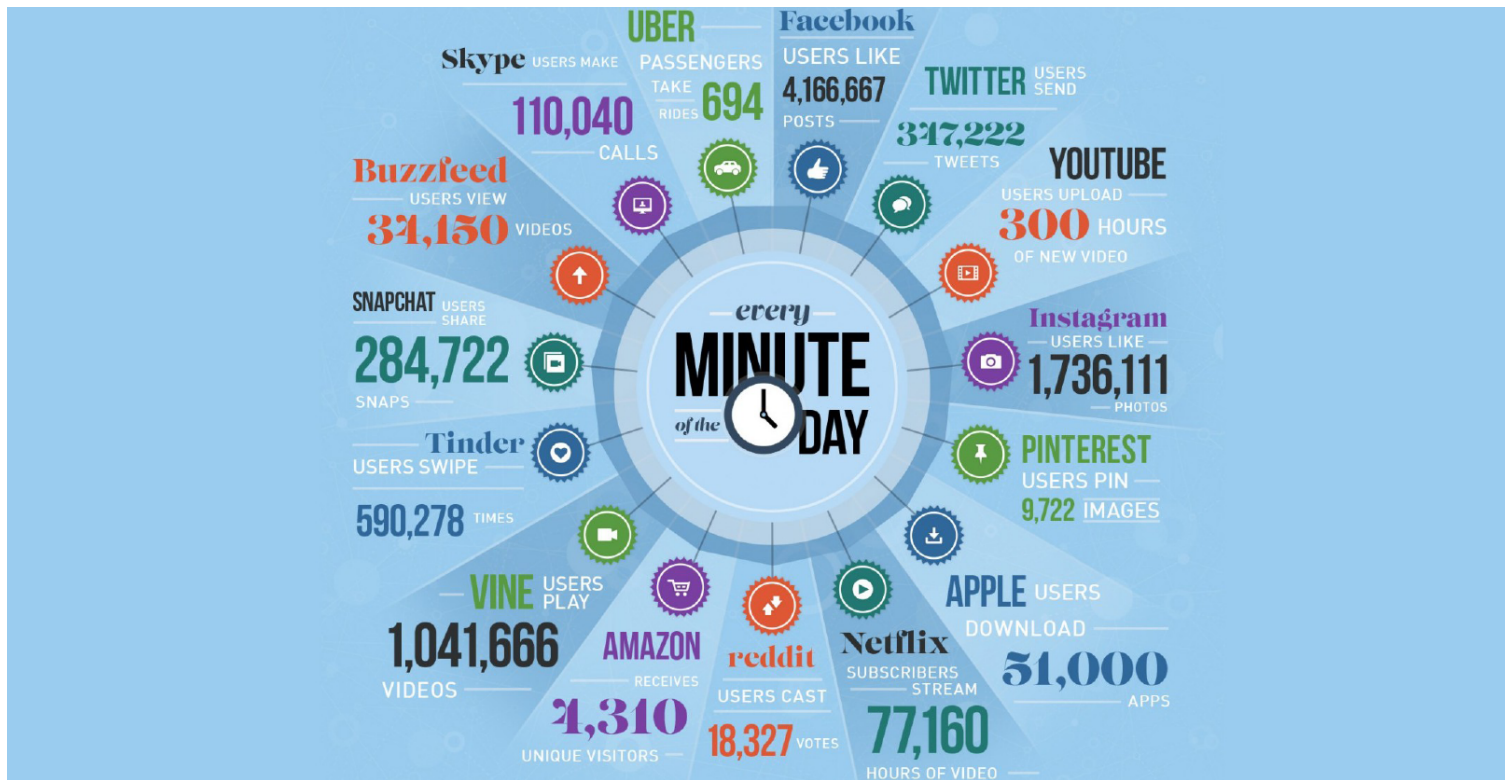 every
MINUTE
of the
DAY
Facebook
USERS LIKE
4,166,667
POSTS
TWITTER USERS
SEND
347,222
TWEETS
YOUTUBE
USERS UPLOAD
300 HOURS
OF NEW VIDEO
Instagram
USERS LIKE
1,736,111
PHOTOS
PINTEREST
USERS PIN
9,722 IMAGES
APPLE USERS
DOWNLOAD
51,000
APPS
Netflix
SUBSCRIBERS
STREAM
77,160
HOURS OF VIDEO
reddit
USERS CAST
18,327 VOTES
AMAZON
RECEIVES
4,310
UNIQUE VISITORS
VINE USERS
PLAY
1,041,666
VIDEOS
Tinder
USERS SWIPE
590,278 TIMES
SNAPCHAT USERS
SHARE
284,722
SNAPS
Buzzfeed
USERS VIEW
34,150 VIDEOS
Skype USERS MAKE
110,040
CALLS
UBER
PASSENGERS
TAKE
RIDES 694